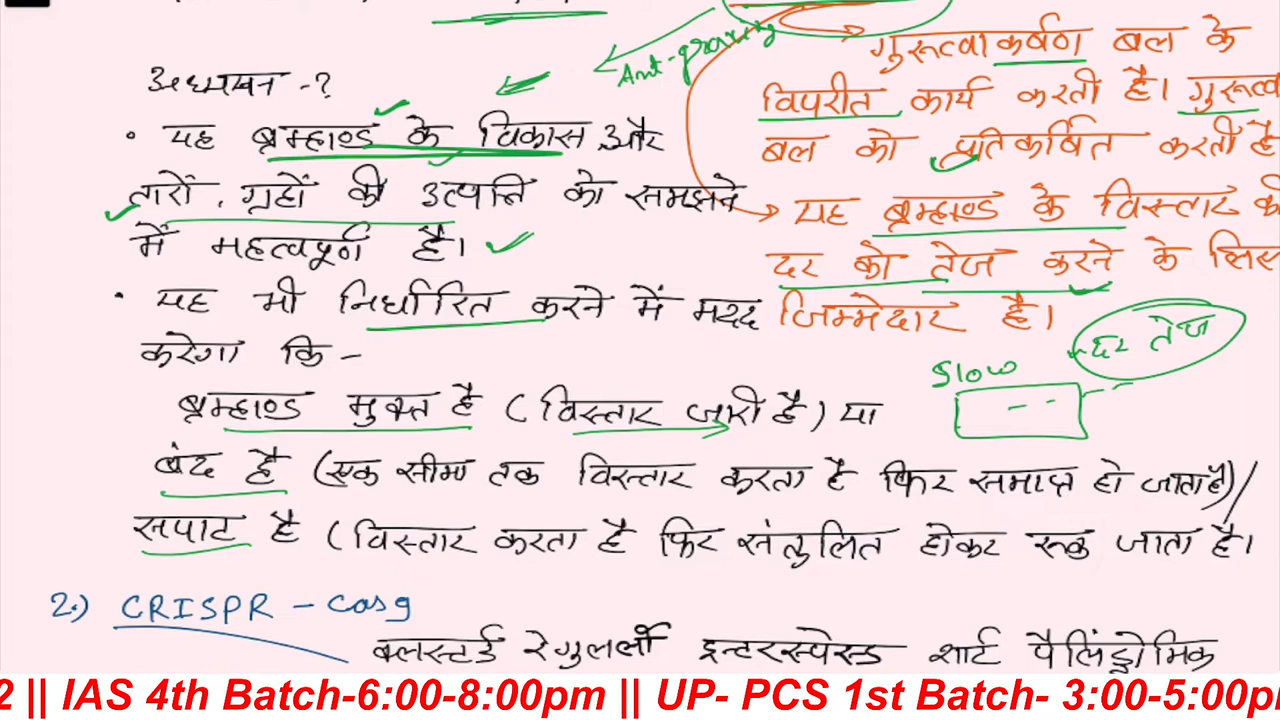 Ant-gravity
गुरूत्वाकर्षण बल के
विपरीत कार्य करती है। गुरूत्व
बल को प्रतिकर्षित करती है
→ यह ब्रम्हाण्ड के विस्तार की
दर को तेज करने के लिए
जिम्मेदार है।
अध्ययन -?
• यह ब्रम्हाण्ड के विकास और
तारों, ग्रहों की उत्पत्ति को समझने
में महत्वपूर्ण है।
• यह भी निर्धारित करने में मदद
करेगा कि -
दर तेज
Slow
ब्रम्हाण्ड मुक्त है (विस्तार जारी है) या
बंद है (एक सीमा तक विस्तार करता है फिर समाप्त हो जाता है) /
सपाट है (विस्तार करता है फिर संतुलित होकर रूक जाता है।
2.) CRISPR - Cas9
क्लस्टर्ड रेगुलर्ली इन्टरस्पेस्ड शार्ट पैलिंड्रोमिक
2 || IAS 4th Batch-6:00-8:00pm || UP- PCS 1st Batch- 3:00-5:00p